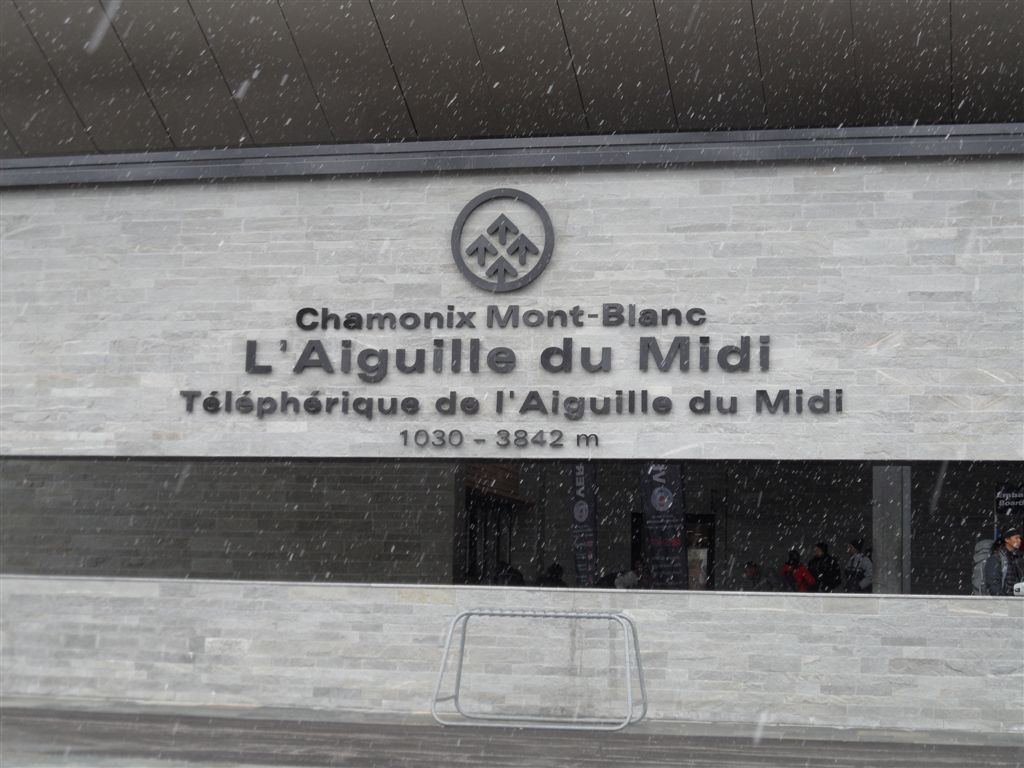 Chamonix Mont-Blanc
L'Aiguille du Midi
Téléphérique de l'Aiguille du Midi
1030 - 3842 m